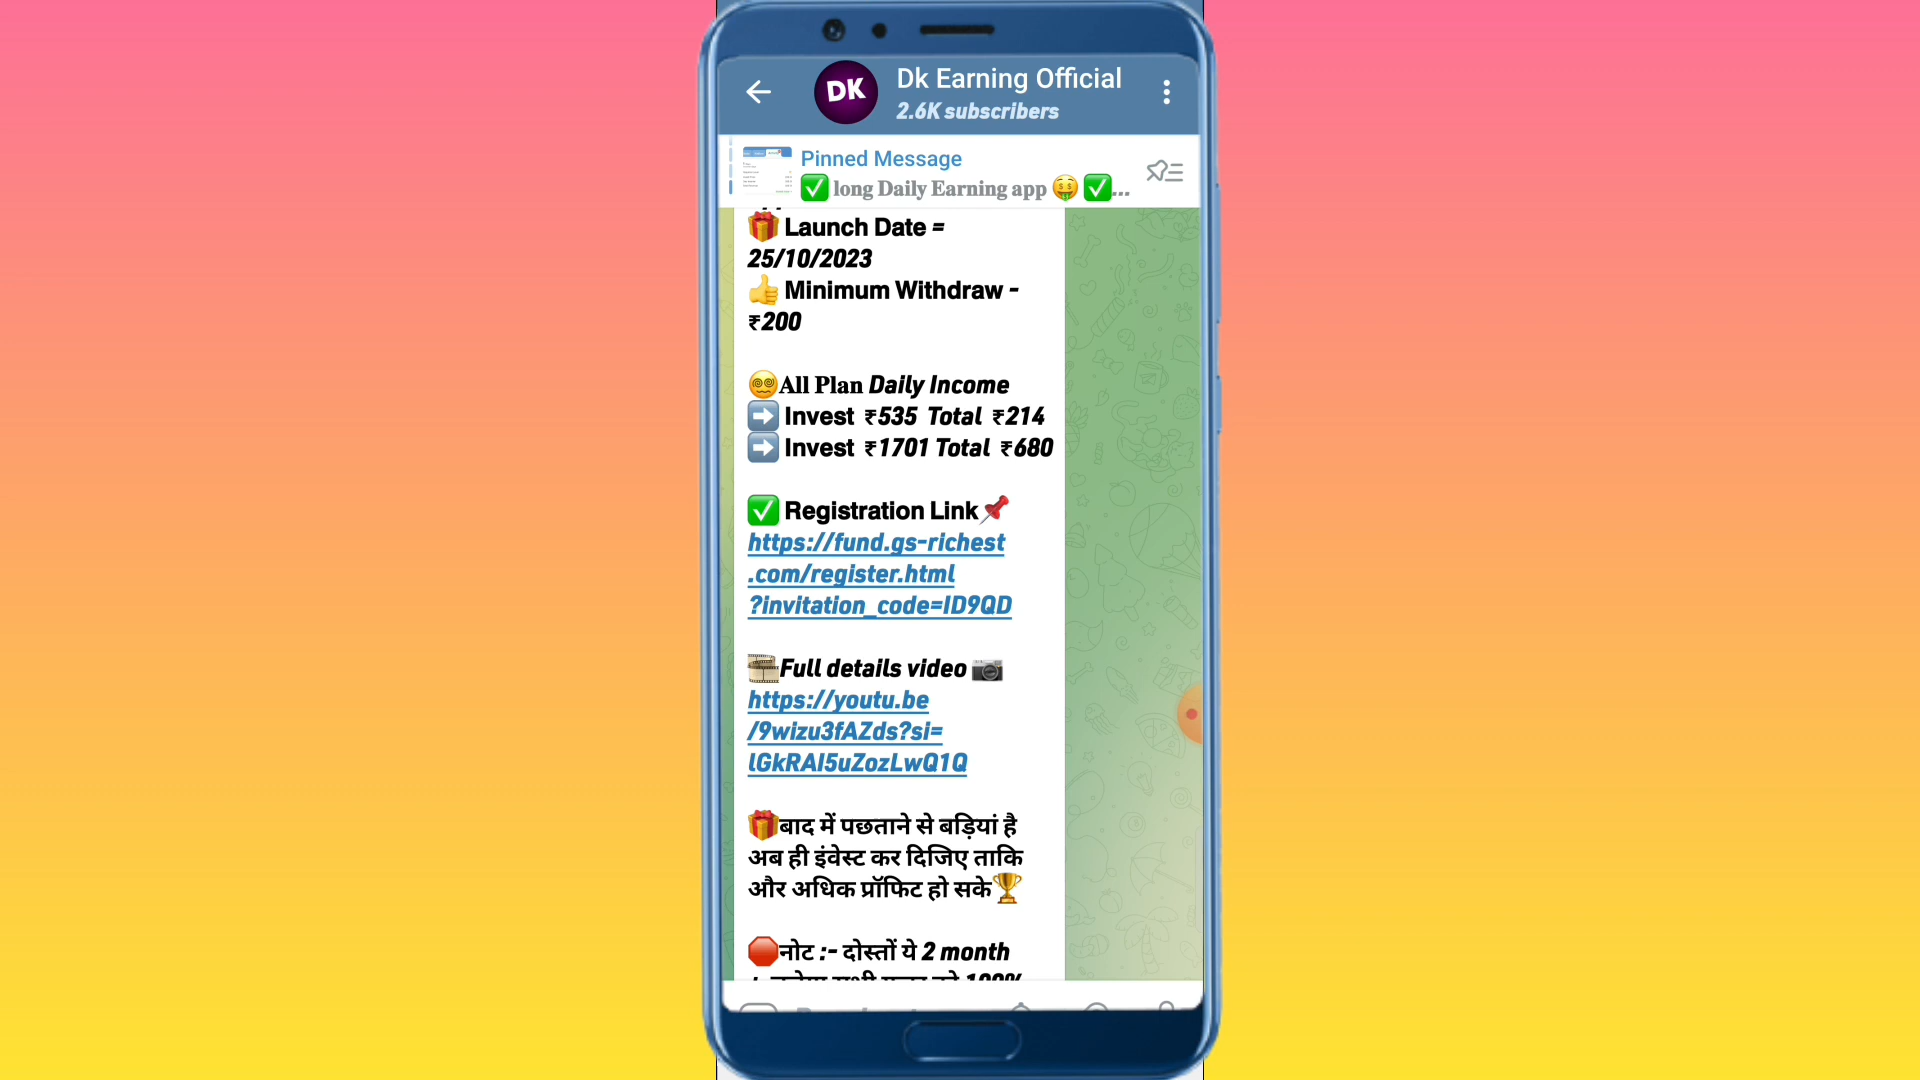 DK
Dk Earning Official
2.6K subscribers
Pinned Message
✅ long Daily Earning app 🤑 ✅...
🎁 Launch Date =
25/10/2023
👍 Minimum Withdraw -
₹200
😵‍💫All Plan Daily Income
➡️ Invest ₹535 Total ₹214
➡️ Invest ₹1701 Total ₹680
✅ Registration Link📌
https://fund.gs-richest
.com/register.html
?invitation_code=ID9QD
🎞️Full details video 📷
https://youtu.be
/9wizu3fAZds?si=
lGkRAI5uZozLwQ1Q
🎁बाद में पछताने से बड़ियां है
अब ही इंवेस्ट कर दिजिए ताकि
और अधिक प्रॉफिट हो सके🏆
🛑नोट :- दोस्तों ये 2 month